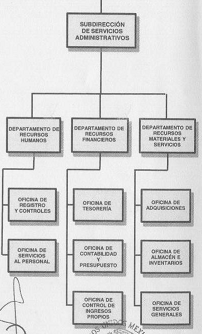 SUBDIRECCIÓN
DE SERVICIOS
ADMINISTRATIVOS
DEPARTAMENTO DE
RECURSOS
HUMANOS
DEPARTAMENTO DE
RECURSOS
FINANCIEROS
DEPARTAMENTO DE
RECURSOS
MATERIALES Y
SERVICIOS
OFICINA DE
REGISTRO
Y CONTROLES
OFICINA DE
TESORERÍA
OFICINA DE
ADQUISICIONES
OFICINA DE
SERVICIOS
AL PERSONAL
OFICINA DE
CONTABILIDAD
Y
PRESUPUESTO
OFICINA DE
ALMACÉN E
INVENTARIOS
OFICINA DE
CONTROL DE
INGRESOS
PROPIOS
OFICINA DE
SERVICIOS
GENERALES